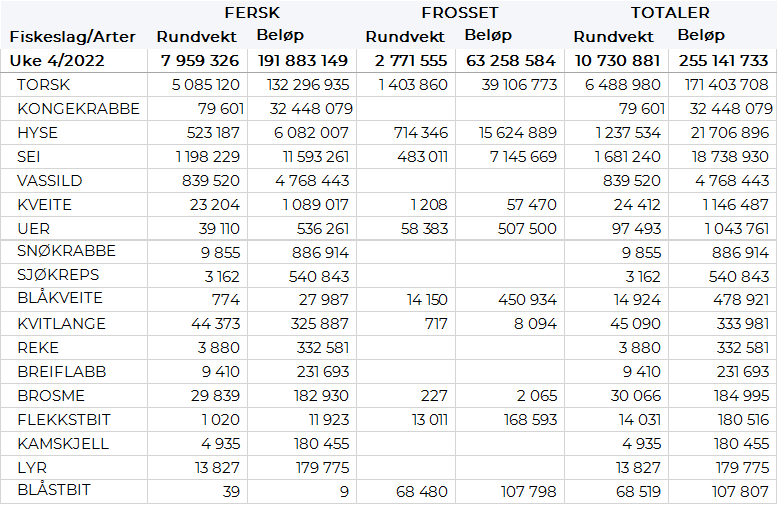 FERSK FROSSET TOTALER
Fiskeslag/Arter Rundvekt Beløp Rundvekt Beløp Rundvekt Beløp
Uke 4/2022 7 959 326 191 883 149 2 771 555 63 258 584 10 730 881 255 141 733
TORSK 5 085 120 132 296 935 1 403 860 39 106 773 6 488 980 171 403 708
KONGEKRABBE 79 601 32 448 079 79 601 32 448 079
HYSE 523 187 6 082 007 714 346 15 624 889 1 237 534 21 706 896
SEI 1 198 229 11 593 261 483 011 7 145 669 1 681 240 18 738 930
VASSILD 839 520 4 768 443 839 520 4 768 443
KVEITE 23 204 1 089 017 1 208 57 470 24 412 1 146 487
UER 39 110 536 261 58 383 507 500 97 493 1 043 761
SNØKRABBE 9 855 886 914 9 855 886 914
SJØKREPS 3 162 540 843 3 162 540 843
BLÅKVEITE 774 27 987 14 150 450 934 14 924 478 921
KVITLANGE 44 373 325 887 717 8 094 45 090 333 981
REKE 3 880 332 581 3 880 332 581
BREIFLABB 9 410 231 693 9 410 231 693
BROSME 29 839 182 930 227 2 065 30 066 184 995
FLEKKSTBIT 1 020 11 923 13 011 168 593 14 031 180 516
KAMSKJELL 4 935 180 455 4 935 180 455
LYR 13 827 179 775 13 827 179 775
BLÅSTBIT 39 9 68 480 107 798 68 519 107 807